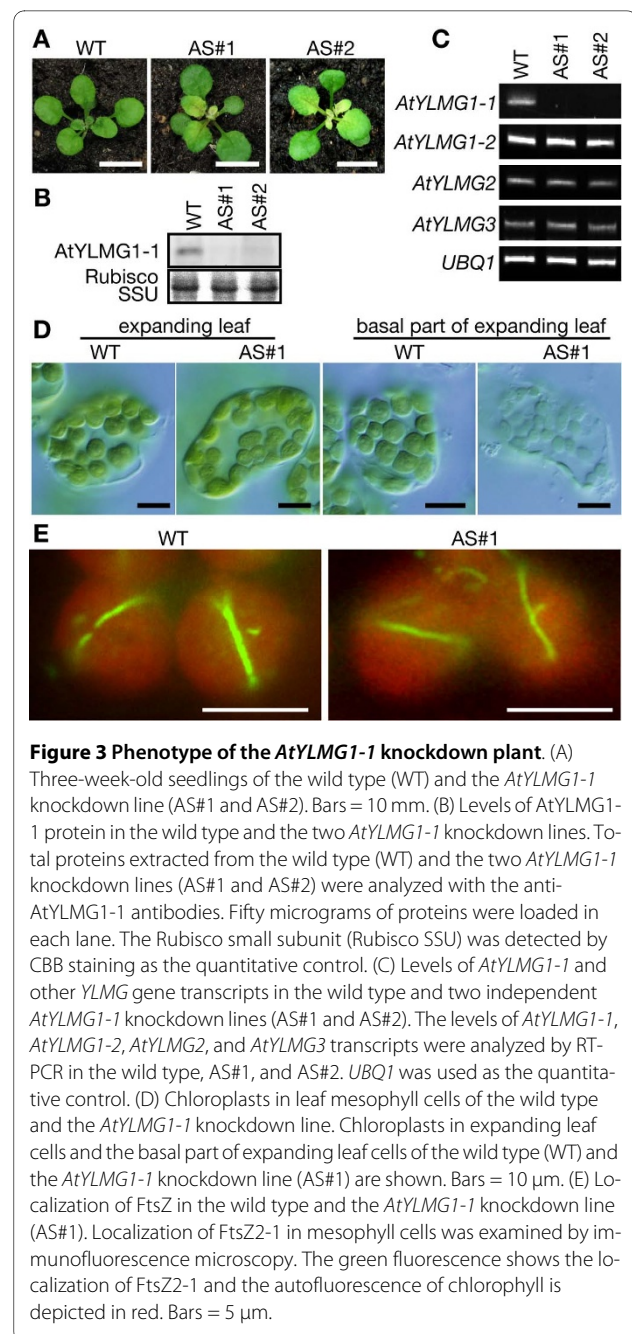 A WT AS#1 AS#2
C WT AS#1 AS#2
AtYLMG1-1
AtYLMG1-2
AtYLMG2
AtYLMG3
UBQ1
B WT AS#1 AS#2
AtYLMG1-1
Rubisco
SSU
D expanding leaf basal part of expanding leaf
WT AS#1 WT AS#1
E WT AS#1
Figure 3 Phenotype of the AtYLMG1-1 knockdown plant. (A)
Three-week-old seedlings of the wild type (WT) and the AtYLMG1-1
knockdown line (AS#1 and AS#2). Bars = 10 mm. (B) Levels of AtYLMG1-
1 protein in the wild type and the two AtYLMG1-1 knockdown lines. To-
tal proteins extracted from the wild type (WT) and the two AtYLMG1-1
knockdown lines (AS#1 and AS#2) were analyzed with the anti-
AtYLMG1-1 antibodies. Fifty micrograms of proteins were loaded in
each lane. The Rubisco small subunit (Rubisco SSU) was detected by
CBB staining as the quantitative control. (C) Levels of AtYLMG1-1 and
other YLMG gene transcripts in the wild type and two independent
AtYLMG1-1 knockdown lines (AS#1 and AS#2). The levels of AtYLMG1-1,
AtYLMG1-2, AtYLMG2, and AtYLMG3 transcripts were analyzed by RT-
PCR in the wild type, AS#1, and AS#2. UBQ1 was used as the quantita-
tive control. (D) Chloroplasts in leaf mesophyll cells of the wild type
and the AtYLMG1-1 knockdown line. Chloroplasts in expanding leaf
cells and the basal part of expanding leaf cells of the wild type (WT) and
the AtYLMG1-1 knockdown line (AS#1) are shown. Bars = 10 μm. (E) Lo-
calization of FtsZ in the wild type and the AtYLMG1-1 knockdown line
(AS#1). Localization of FtsZ2-1 in mesophyll cells was examined by im-
munofluorescence microscopy. The green fluorescence shows the lo-
calization of FtsZ2-1 and the autofluorescence of chlorophyll is
depicted in red. Bars = 5 μm.